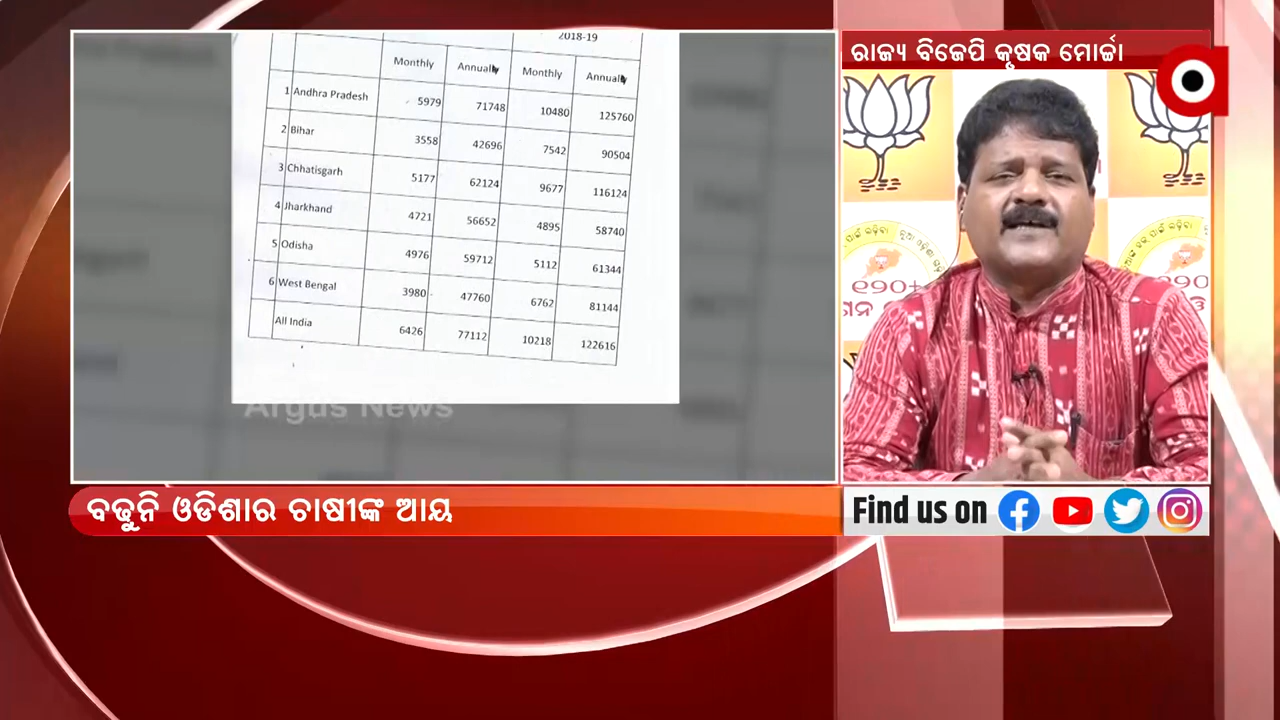 2018-19
Monthly Annually Monthly Annually
1 Andhra Pradesh 5979 71748 10480 125760
2 Bihar 3558 42696 7542 90504
3 Chhatisgarh 5177 62124 9677 116124
4 Jharkhand 4721 56652 4895 58740
5 Odisha 4976 59712 5112 61344
6 West Bengal 3980 47760 6762 81144
All India 6426 77112 10218 122616
Argus News
ରାଜ୍ୟ ବିଜେପି କୃଷକ ମୋର୍ଚ୍ଚା
୧୨୦+
ବଢୁନି ଓଡିଶାର ଚାଷୀଙ୍କ ଆୟ
Find us on